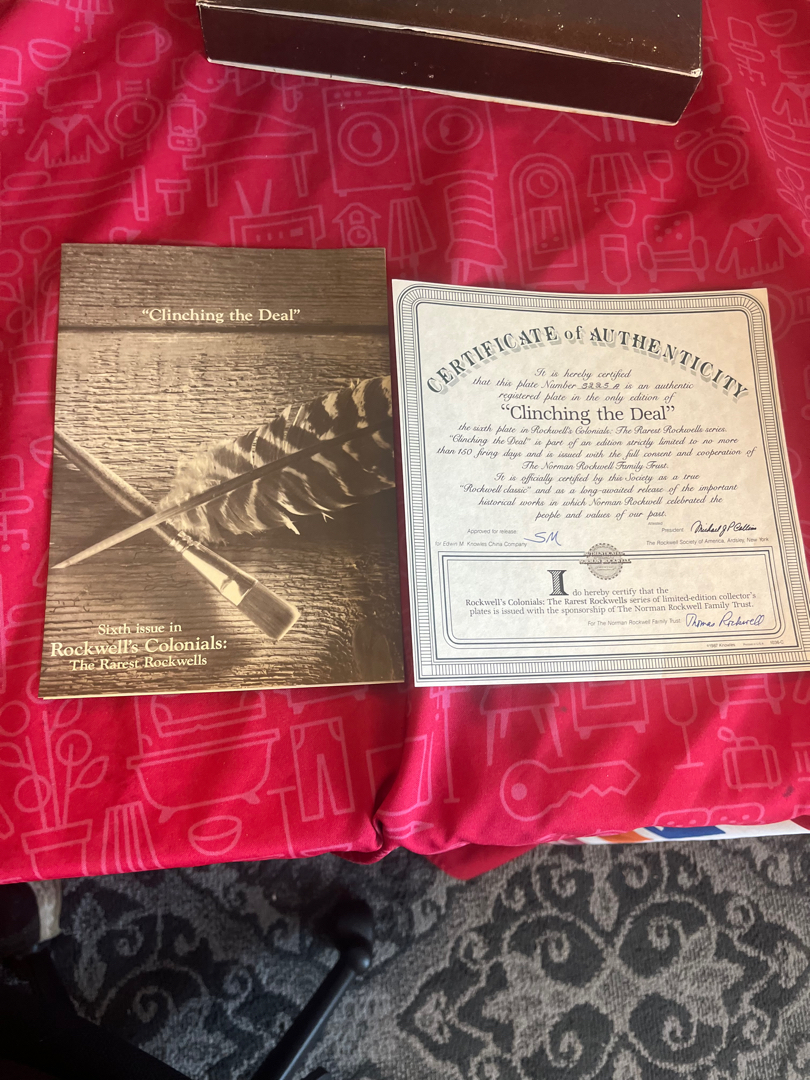 “Clinching the Deal”
Sixth issue in
Rockwell's Colonials:
The Rarest Rockwells
CERTIFICATE of AUTHENTICITY
It is hereby certified
that this plate Number is an authentic
registered plate in the only edition of
“Clinching the Deal”
the sixth plate in Rockwell's Colonials: The Rarest Rockwells series.
“Clinching the Deal” is part of an edition strictly limited to no more
than 150 firing days and is issued with the full consent and cooperation of
The Norman Rockwell Family Trust.
It is officially certified by this Society as a true
“Rockwell classic” and as a long-awaited release of the important
historical works in which Norman Rockwell celebrated the
people and values of our past.
Approved for release: SM
for Edwin M. Knowles China Company
President: Michael J.P. Collins
The Rockwell Society of America, Ardsley, New York
I do hereby certify that the
Rockwell's Colonials: The Rarest Rockwells series of limited-edition collector's
plates is issued with the sponsorship of The Norman Rockwell Family Trust.
For The Norman Rockwell Family Trust: Thomas Rockwell